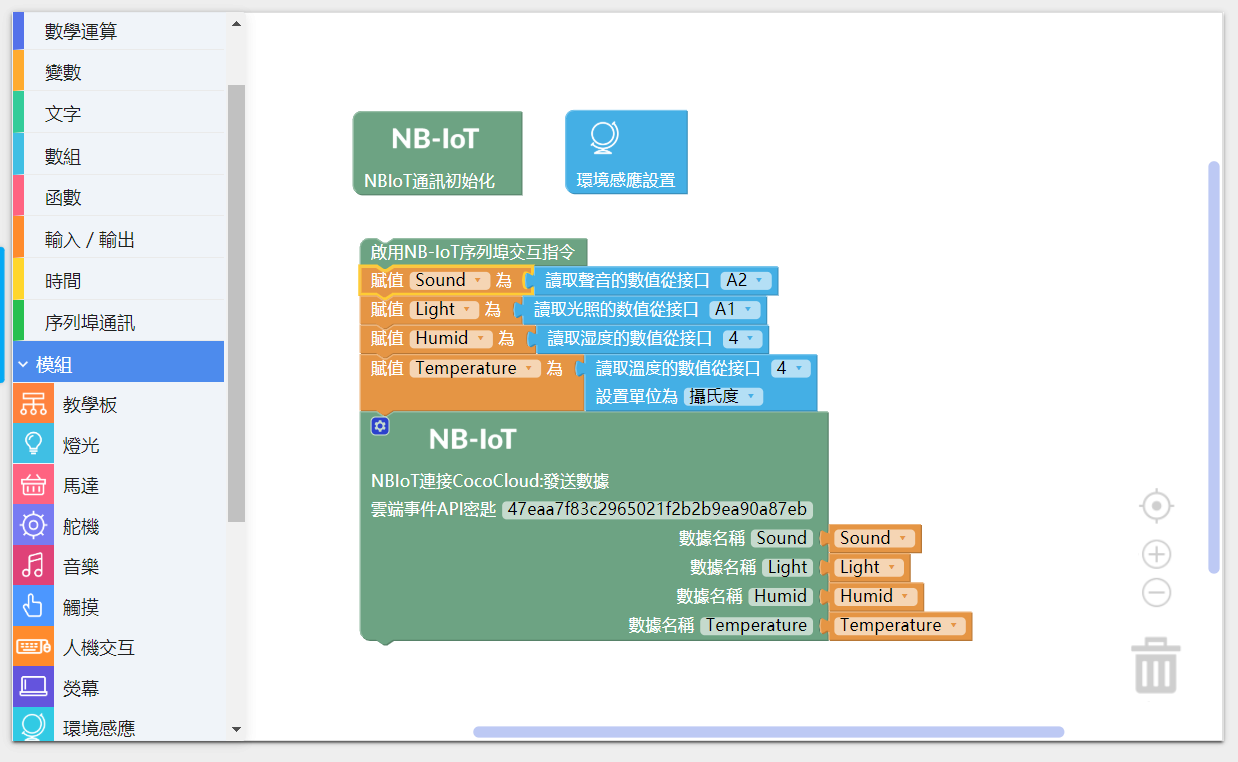 數學運算
變數
文字
數組
函數
輸入 / 輸出
時間
序列埠通訊
模組
教學板
燈光
馬達
舵機
音樂
觸摸
人機交互
熒幕
環境感應
NB-IoT
NBIoT通訊初始化
環境感應設置
啟用NB-IoT序列埠交互指令
賦值 Sound 為 讀取聲音的數值從接口 A2
賦值 Light 為 讀取光照的数值從接口 A1
賦值 Humid 為 讀取湿度的數值從接口 4
賦值 Temperature 為 讀取溫度的數值從接口 4
設置單位為 攝氏度
NB-IoT
NBIoT連接CocoCloud:發送數據
雲端事件API密匙 47eaa7f83c2965021f2b2b9ea90a87eb
數據名稱 Sound Sound
數據名稱 Light Light
數據名稱 Humid Humid
數據名稱 Temperature Temperature